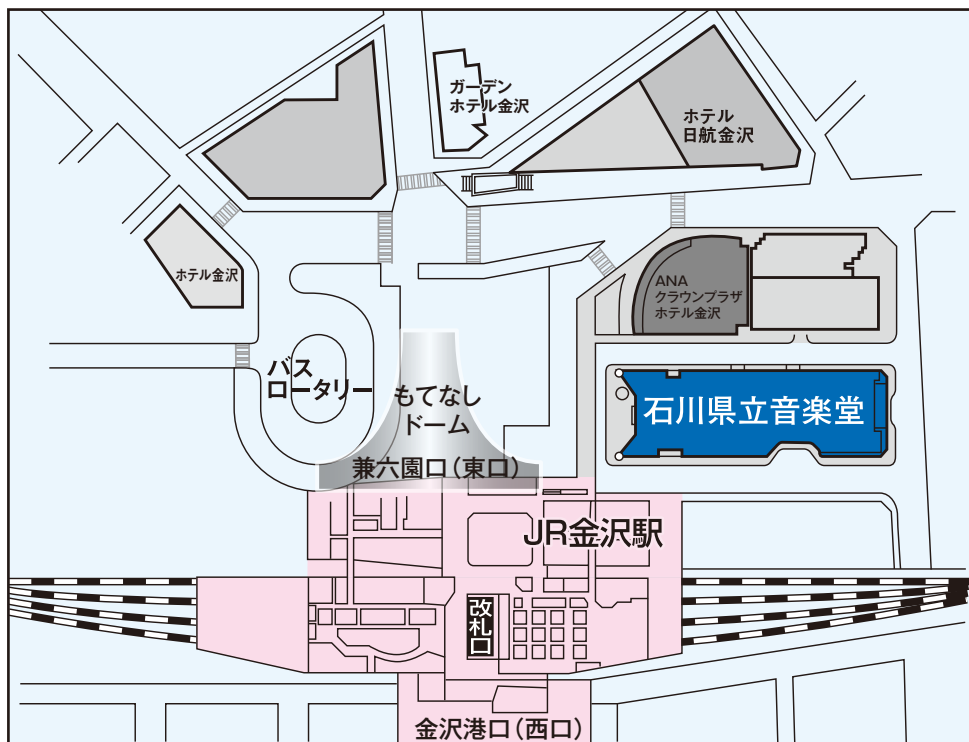 ガーデン
ホテル金沢
ホテル
日航金沢
ホテル金沢
ANA
クラウンプラザ
ホテル金沢
バス
ロータリー
もてなし
ドーム
石川県立音楽堂
兼六園口(東口)
JR金沢駅
改札口
金沢港口(西口)